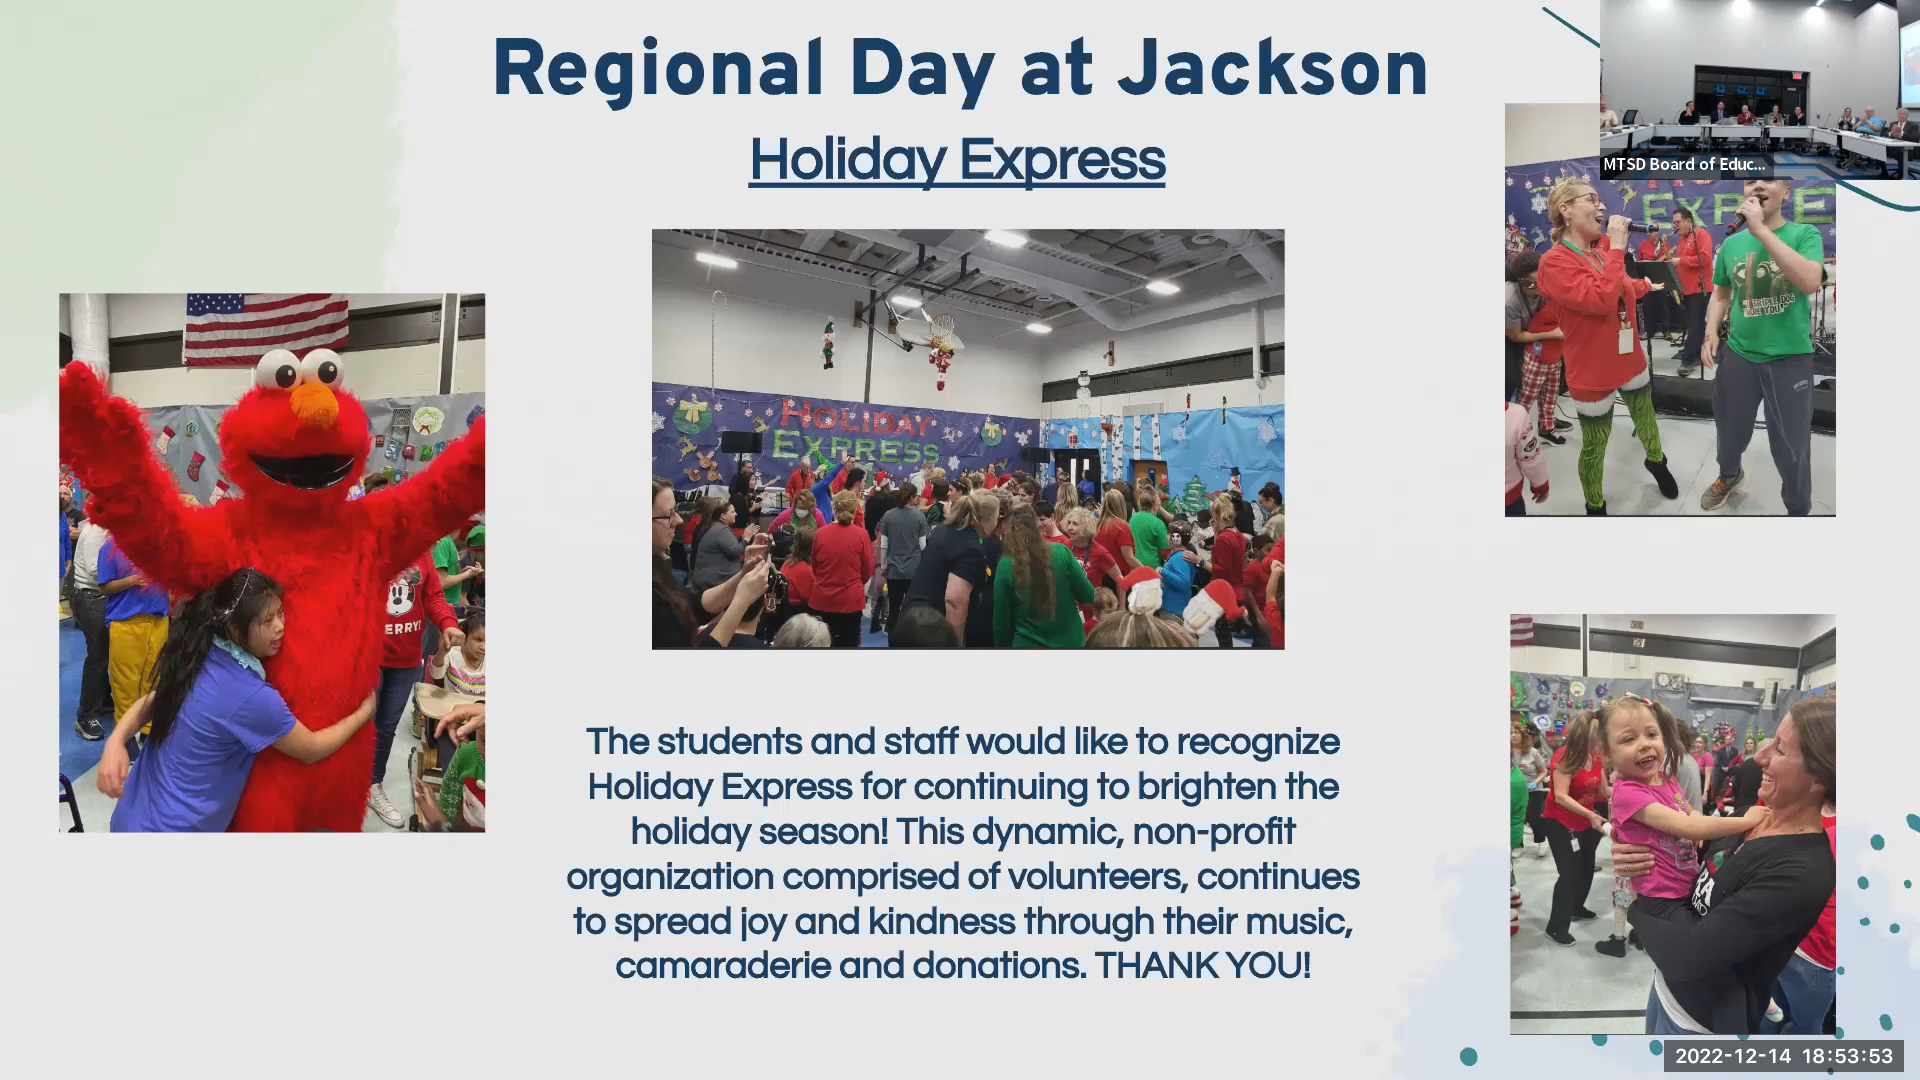 Regional Day at Jackson
Holiday Express
MTSD Board of Educ...
HOLIDAY
EXPRESS
ERRY!
The students and staff would like to recognize
Holiday Express for continuing to brighten the
holiday season! This dynamic, non-profit
organization comprised of volunteers, continues
to spread joy and kindness through their music,
camaraderie and donations. THANK YOU!
2022-12-14 18:53:53